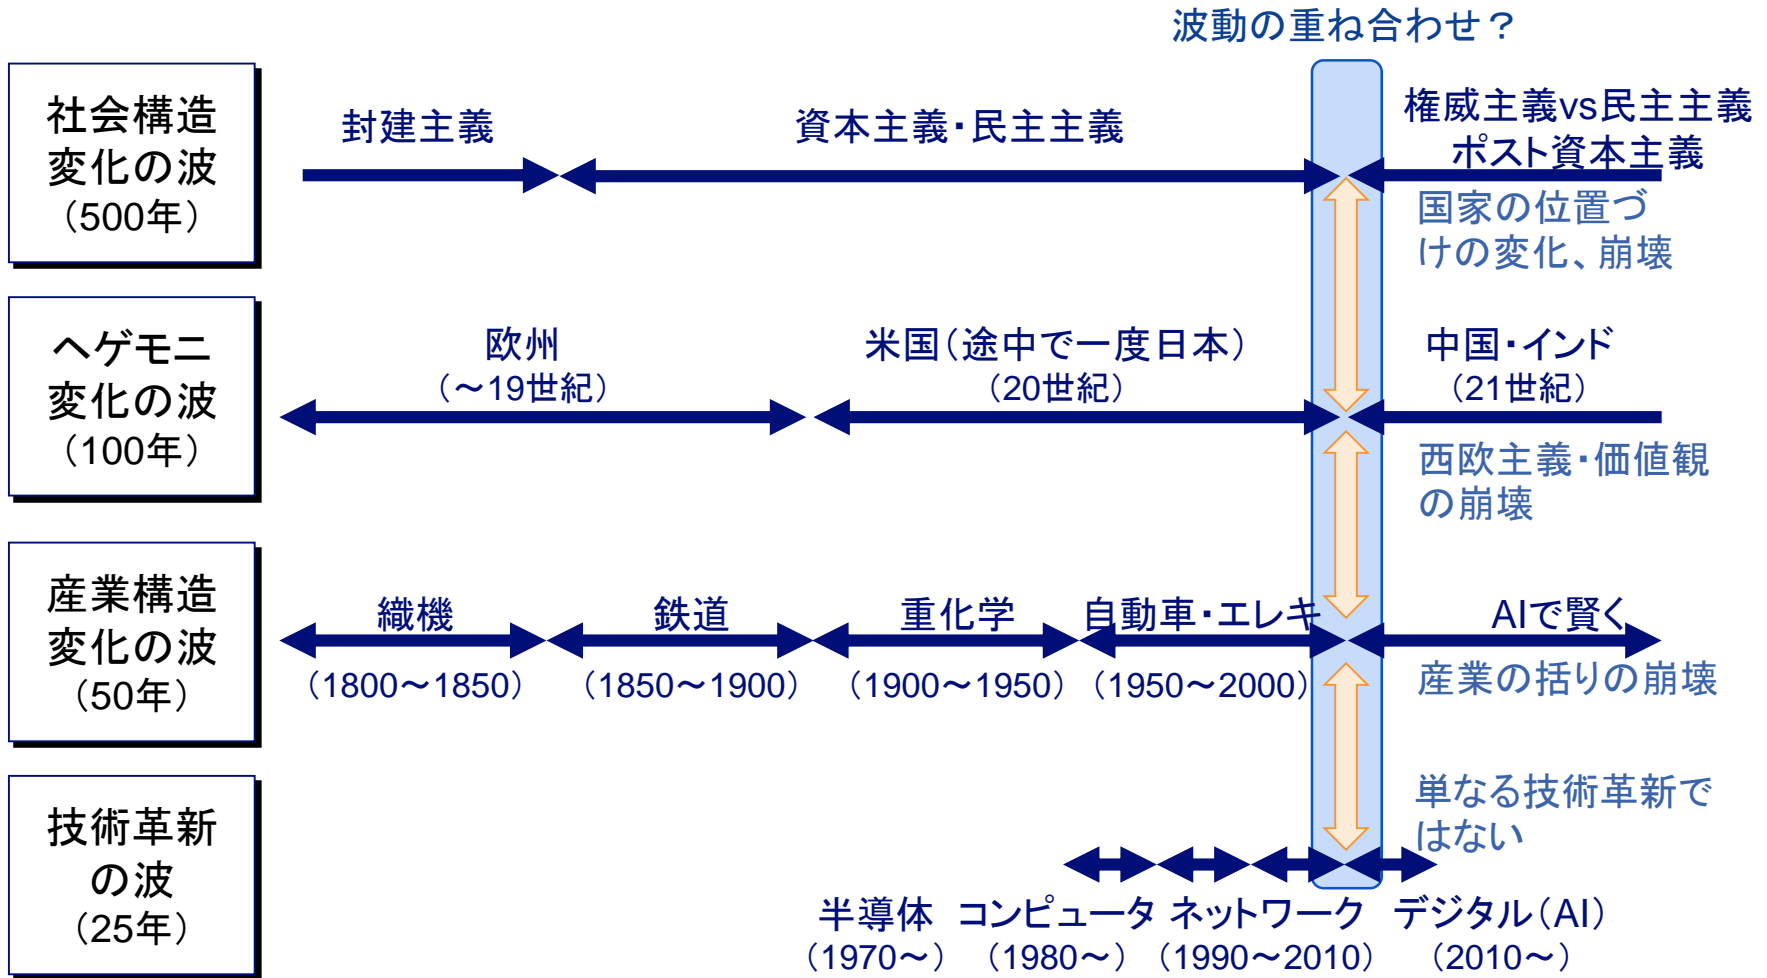 波動の重ね合わせ？
社会構造
変化の波
（500年）
封建主義
資本主義・民主主義
権威主義vs民主主義
ポスト資本主義
国家の位置づ
けの変化、崩壊
ヘゲモニ
変化の波
（100年）
欧州
（～19世紀）
米国（途中で一度日本）
（20世紀）
中国・インド
（21世紀）
西欧主義・価値観
の崩壊
産業構造
変化の波
（50年）
織機
（1800～1850）
鉄道
（1850～1900）
重化学
（1900～1950）
自動車・エレキ
（1950～2000）
AIで賢く
産業の括りの崩壊
技術革新
の波
（25年）
単なる技術革新で
はない
半導体
（1970～）
コンピュータ
（1980～）
ネットワーク
（1990～2010）
デジタル（AI）
（2010～）